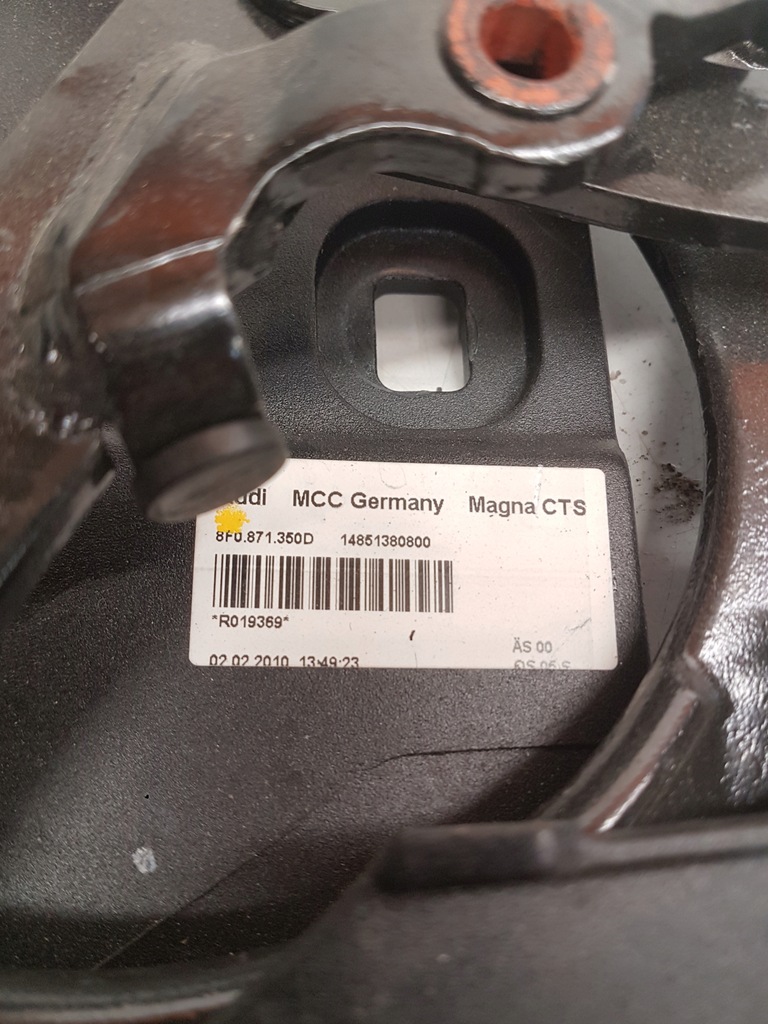 MCC Germany Magna CTS
8F0.871.350D 14851380800
*R019369*
ÄS 00
02.02.2010 13:49:23